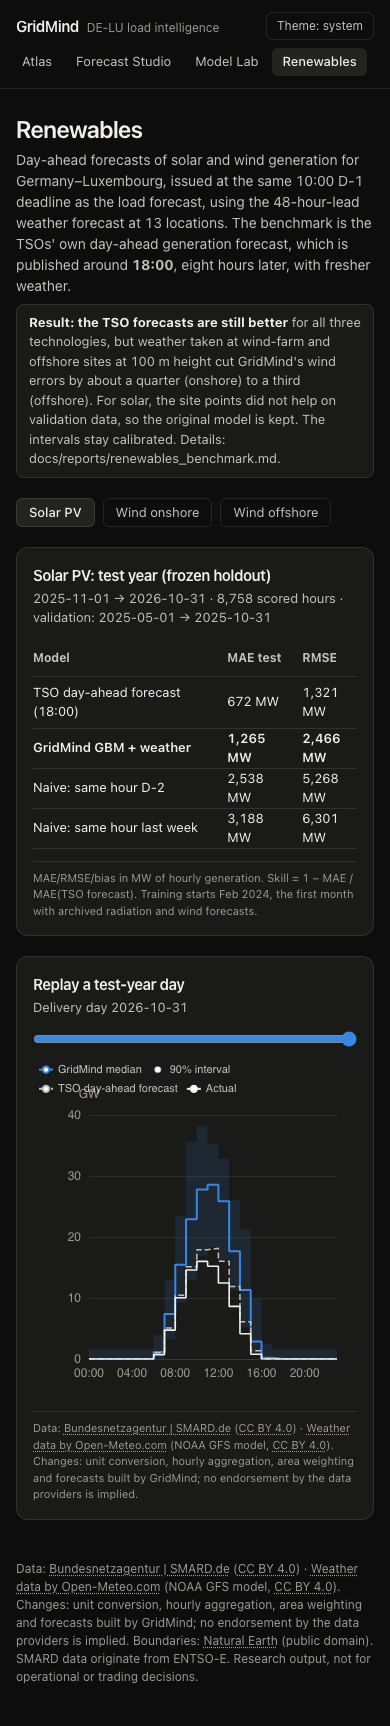 GridMind DE-LU load intelligence
Theme: system
Atlas Forecast Studio Model Lab Renewables
Renewables
Day-ahead forecasts of solar and wind generation for
Germany–Luxembourg, issued at the same 10:00 D-1
deadline as the load forecast, using the 48-hour-lead
weather forecast at 13 locations. The benchmark is the
TSOs' own day-ahead generation forecast, which is
published around 18:00, eight hours later, with fresher
weather.
Result: the TSO forecasts are still better for all three
technologies, but weather taken at wind-farm and
offshore sites at 100 m height cut GridMind's wind
errors by about a quarter (onshore) to a third
(offshore). For solar, the site points did not help on
validation data, so the original model is kept. The
intervals stay calibrated. Details:
docs/reports/renewables_benchmark.md.
Solar PV Wind onshore Wind offshore
Solar PV: test year (frozen holdout)
2025-11-01 → 2026-10-31 · 8,758 scored hours ·
validation: 2025-05-01 → 2025-10-31
Model MAE test RMSE
TSO day-ahead forecast
(18:00)
672 MW
1,321
MW
GridMind GBM + weather
1,265
MW
2,466
MW
Naive: same hour D-2
2,538
MW
5,268
MW
Naive: same hour last week
3,188
MW
6,301
MW
MAE/RMSE/bias in MW of hourly generation. Skill = 1 − MAE /
MAE(TSO forecast). Training starts Feb 2024, the first month
with archived radiation and wind forecasts.
Replay a test-year day
Delivery day 2026-10-31
GridMind median 90% interval
TSO day-ahead forecast Actual
GW
40
30
20
10
0
00:00 04:00 08:00 12:00 16:00 20:00
Data: Bundesnetzagentur | SMARD.de (CC BY 4.0) · Weather
data by Open-Meteo.com (NOAA GFS model, CC BY 4.0).
Changes: unit conversion, hourly aggregation, area weighting
and forecasts built by GridMind; no endorsement by the data
providers is implied.
Data: Bundesnetzagentur | SMARD.de (CC BY 4.0) · Weather
data by Open-Meteo.com (NOAA GFS model, CC BY 4.0).
Changes: unit conversion, hourly aggregation, area weighting
and forecasts built by GridMind; no endorsement by the data
providers is implied. Boundaries: Natural Earth (public domain).
SMARD data originate from ENTSO-E. Research output, not for
operational or trading decisions.